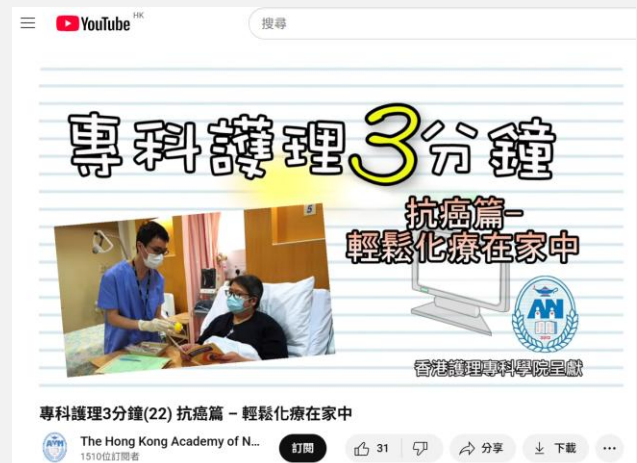 YouTube HK
搜尋
專科護理3分鐘
抗癌篇-
輕鬆化療在家中
5
AN
香港護理專科學院呈獻
專科護理3分鐘(22) 抗癌篇 – 輕鬆化療在家中
The Hong Kong Academy of N...
1510位訂閱者
訂閱
31
分享
下載